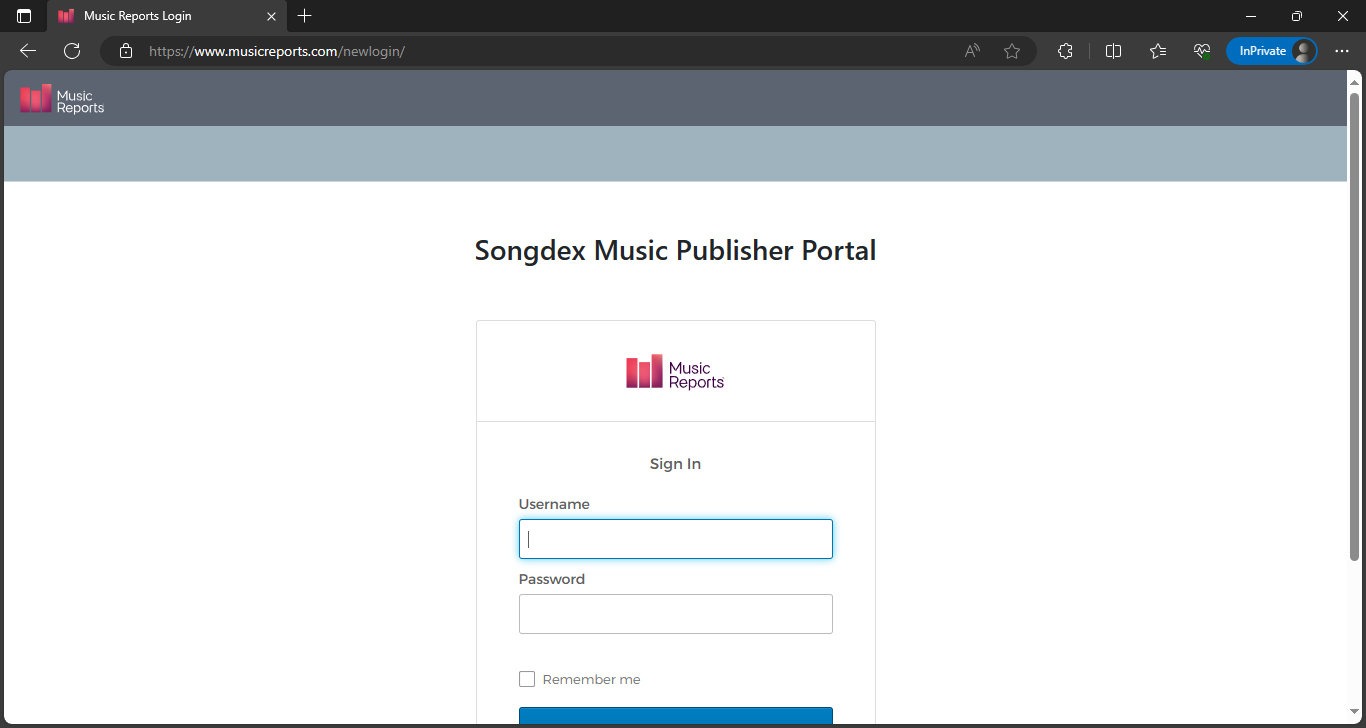 Music Reports Login
https://www.musicreports.com/newlogin/
InPrivate
Music
Reports
Songdex Music Publisher Portal
Music
Reports
Sign In
Username
Password
Remember me